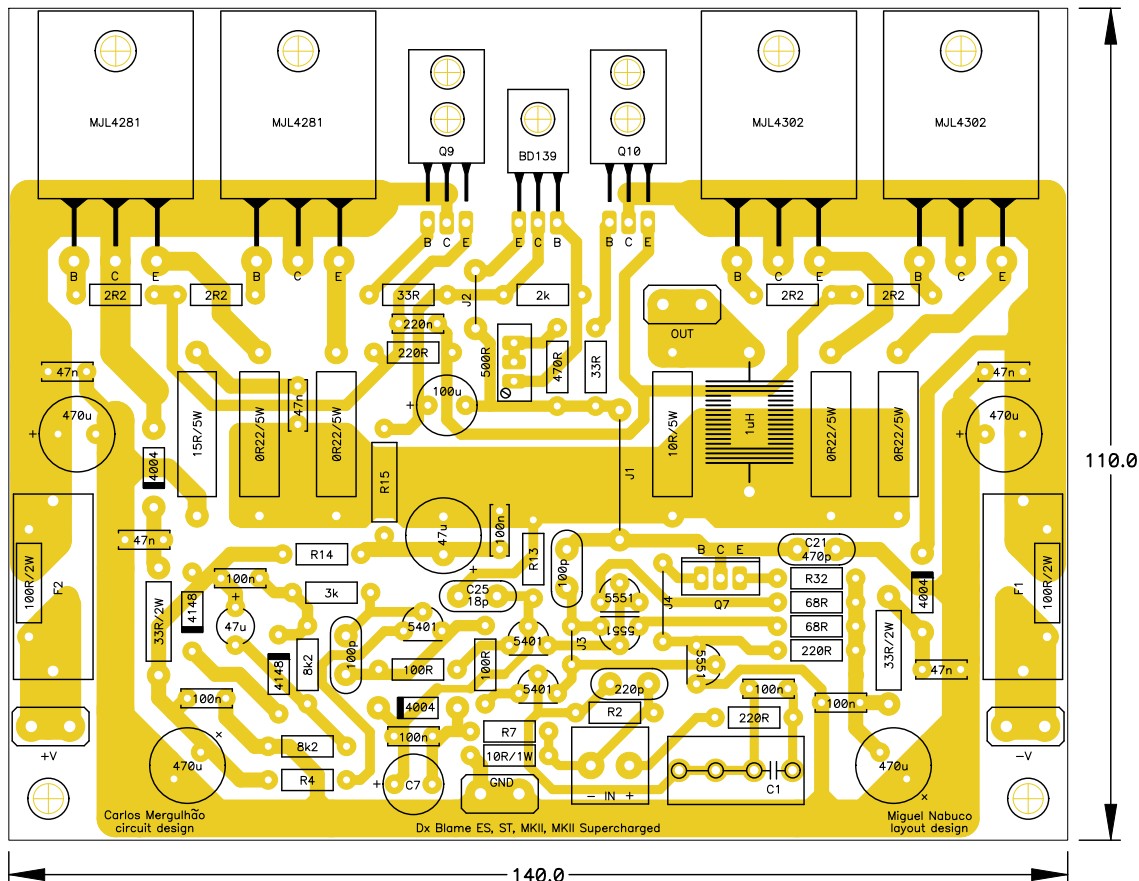 MJL4281
MJL4281
Q9
BD139
Q10
MJL4302
MJL4302
B C E
B C E
B C E
E C B
B C E
B C E
B C E
2R2
2R2
33R
J2
2k
2R2
2R2
OUT
220n
220R
500R
470R
33R
47n
470u
+
15R/5W
0R22/5W
47n
0R22/5W
100u
+
10R/5W
1uH
0R22/5W
0R22/5W
47n
470u
+
4004
R15
J1
110.0
47u
+
100n
R13
100p
47n
R14
B C E
C21
470p
100R/2W
F2
100n
3k
C25
18p
5551
J4
Q7
R32
4004
F1
100R/2W
33R/2W
4148
+
47u
5401
5401
5551
68R
68R
8k2
100p
J3
220R
33R/2W
4148
100R
100R
5551
47n
100n
4004
5401
220p
100n
100n
R2
220R
+V
100n
R7
-V
8k2
10R/1W
470u
+
R4
+
C7
GND
- IN +
C1
470u
+
Carlos Mergulhão
circuit design
Dx Blame ES, ST, MKII, MKII Supercharged
Miguel Nabuco
layout design
140.0